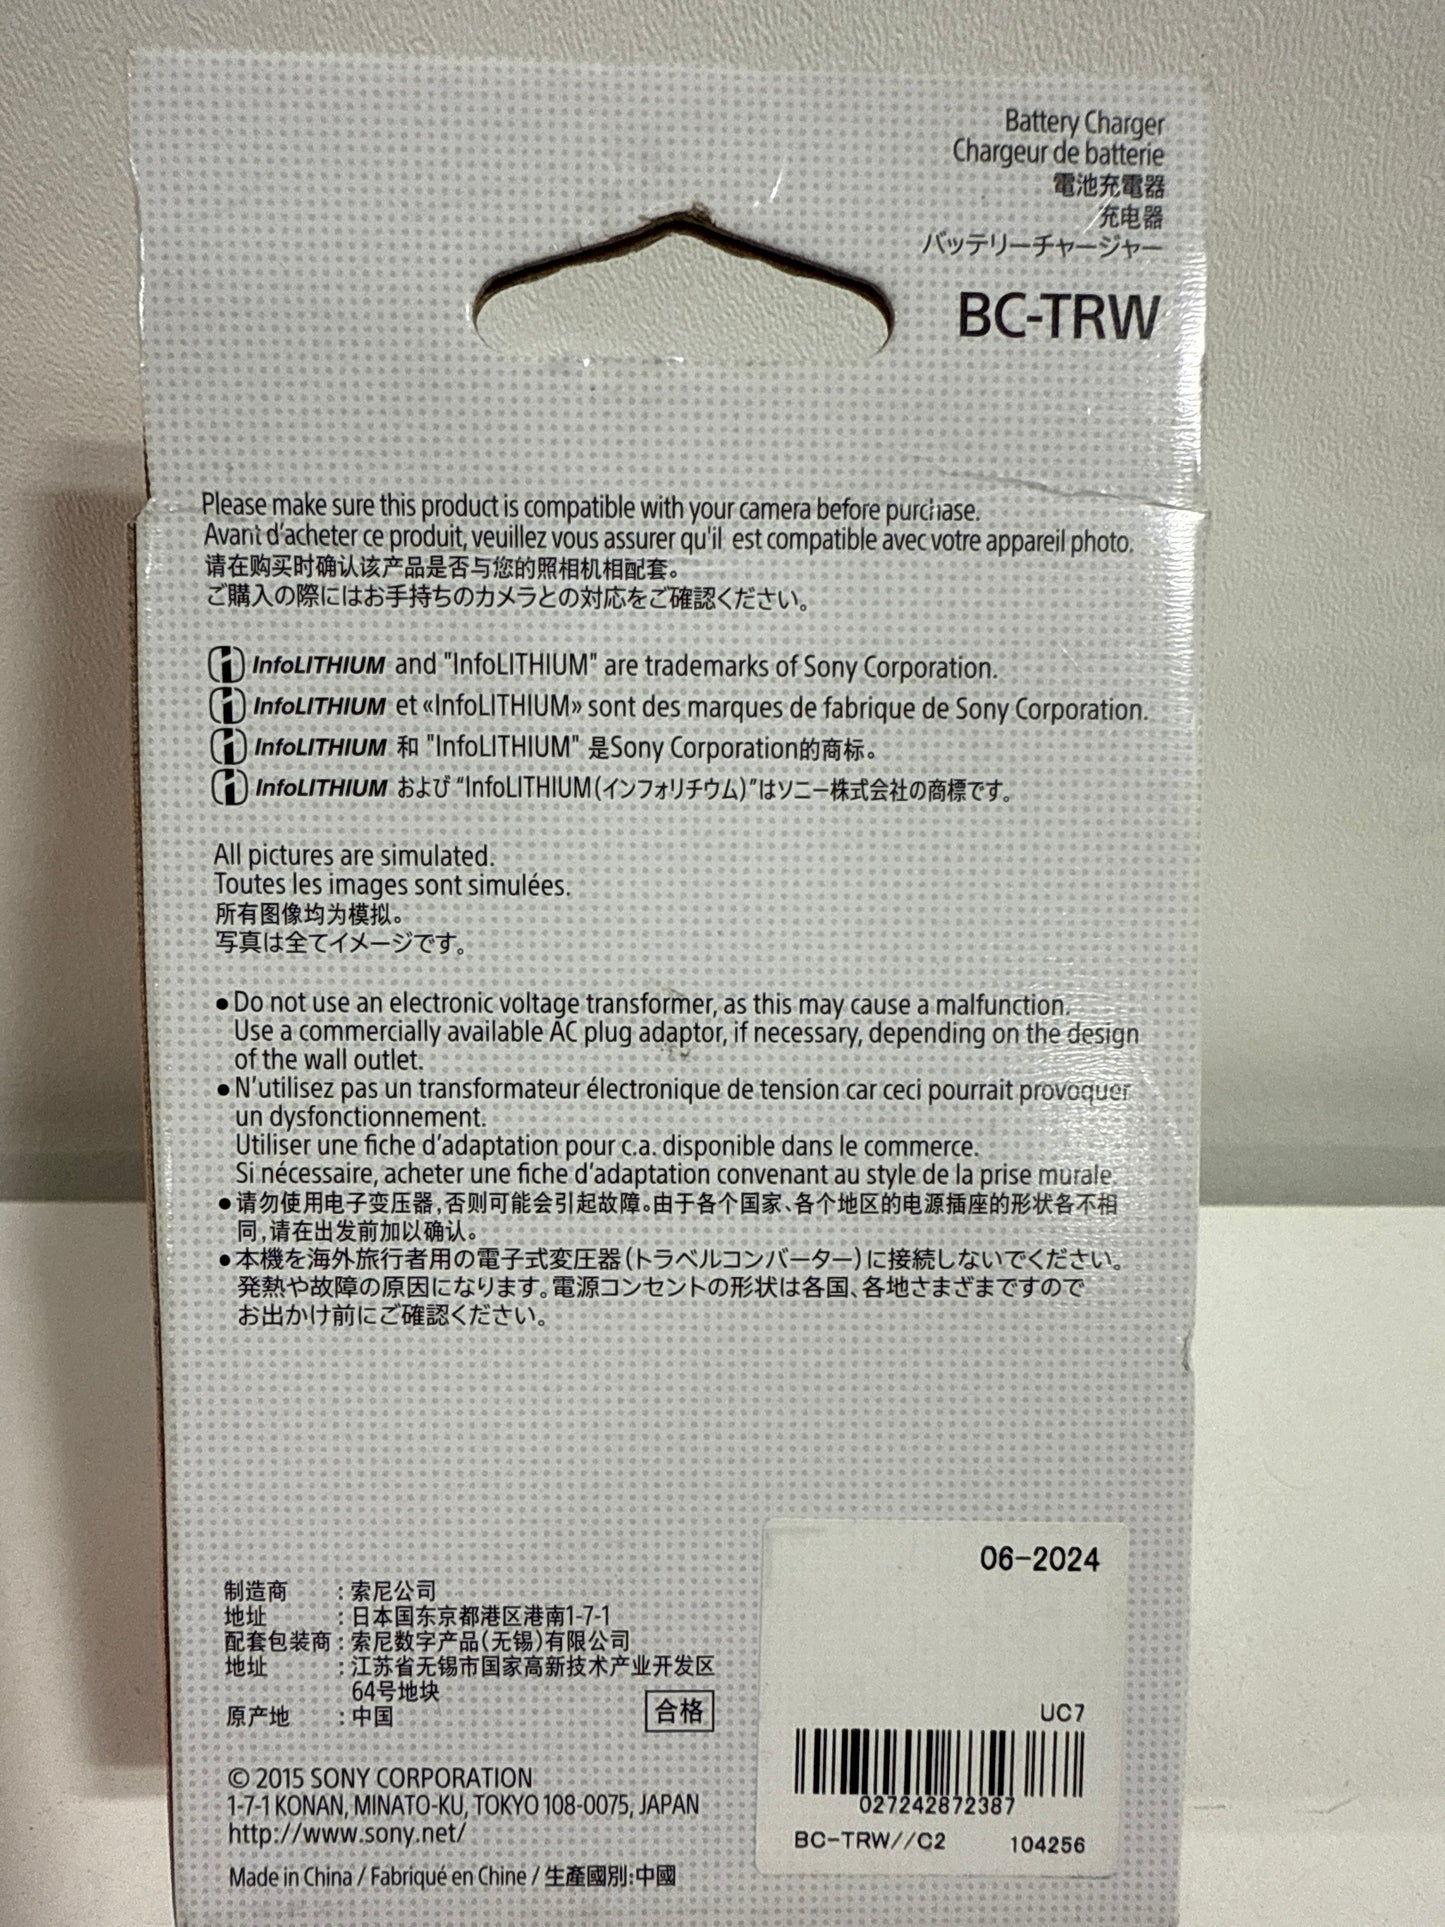 Battery Charger
Chargeur de batterie
電池充電器
充电器
バッテリーチャージャー
BC-TRW
Please make sure this product is compatible with your camera before purchase.
Avant d'acheter ce produit, veuillez vous assurer qu'il est compatible avec votre appareil photo.
请在购买时确认该产品是否与您的照相机相配套。
ご購入の際にはお手持ちのカメラとの対応をご確認ください。
i InfoLITHIUM and "InfoLITHIUM" are trademarks of Sony Corporation.
i InfoLITHIUM et «InfoLITHIUM» sont des marques de fabrique de Sony Corporation.
i InfoLITHIUM 和 "InfoLITHIUM" 是Sony Corporation的商标。
i InfoLITHIUM および “InfoLITHIUM(インフォリチウム)”はソニー株式会社の商標です。
All pictures are simulated.
Toutes les images sont simulées.
所有图像均为模拟。
写真は全てイメージです。
●Do not use an electronic voltage transformer, as this may cause a malfunction.
Use a commercially available AC plug adaptor, if necessary, depending on the design
of the wall outlet.
●N'utilisez pas un transformateur électronique de tension car ceci pourrait provoquer
un dysfonctionnement.
Utiliser une fiche d'adaptation pour c.a. disponible dans le commerce.
Si nécessaire, acheter une fiche d'adaptation convenant au style de la prise murale.
●请勿使用电子变压器,否则可能会引起故障。由于各个国家、各个地区的电源插座的形状各不相
同,请在出发前加以确认。
●本機を海外旅行者用の電子式変圧器(トラベルコンバーター)に接続しないでください。
発熱や故障の原因になります。電源コンセントの形状は各国、各地さまざまですので
お出かけ前にご確認ください。
06-2024
制造商 : 索尼公司
地址 : 日本国东京都港区港南1-7-1
配套包装商 : 索尼数字产品(无锡)有限公司
地址 : 江苏省无锡市国家高新技术产业开发区
64号地块
原产地 : 中国
合格
UC7
027242872387
BC-TRW//C2 104256
© 2015 SONY CORPORATION
1-7-1 KONAN, MINATO-KU, TOKYO 108-0075, JAPAN
http://www.sony.net/
Made in China / Fabriqué en Chine / 生產國別:中國